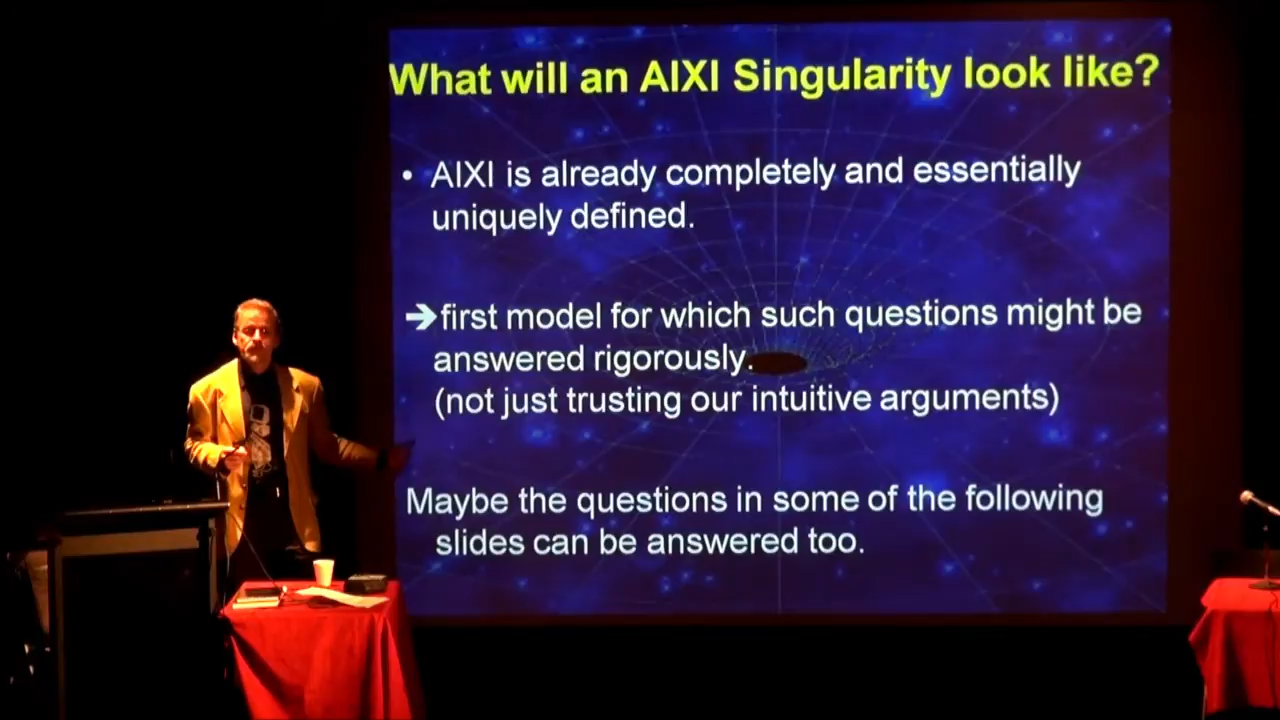 What will an AIXI Singularity look like?
• AIXI is already completely and essentially
uniquely defined.
➔first model for which such questions might be
answered rigorously.
(not just trusting our intuitive arguments)
Maybe the questions in some of the following
slides can be answered too.